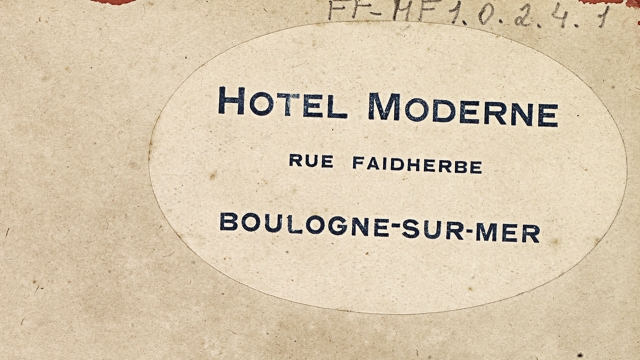 FF-MF1.0.2.4.1
HOTEL MODERNE
RUE FAIDHERBE
BOULOGNE-SUR-MER